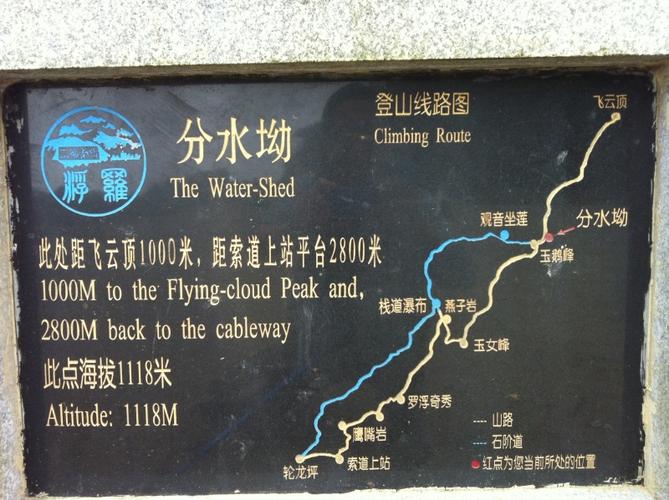 浮羅
分水坳
The Water-Shed
登山线路图
Climbing Route
飞云顶
观音坐莲
分水坳
玉鹅峰
此处距飞云顶1000米，距索道上站平台2800米
1000M to the Flying-cloud Peak and,
2800M back to the cableway
此点海拔1118米
Altitude: 1118M
栈道瀑布
燕子岩
玉女峰
罗浮奇秀
鹰嘴岩
轮龙坪
索道上站
山路
石阶道
红点为您当前所处的位置